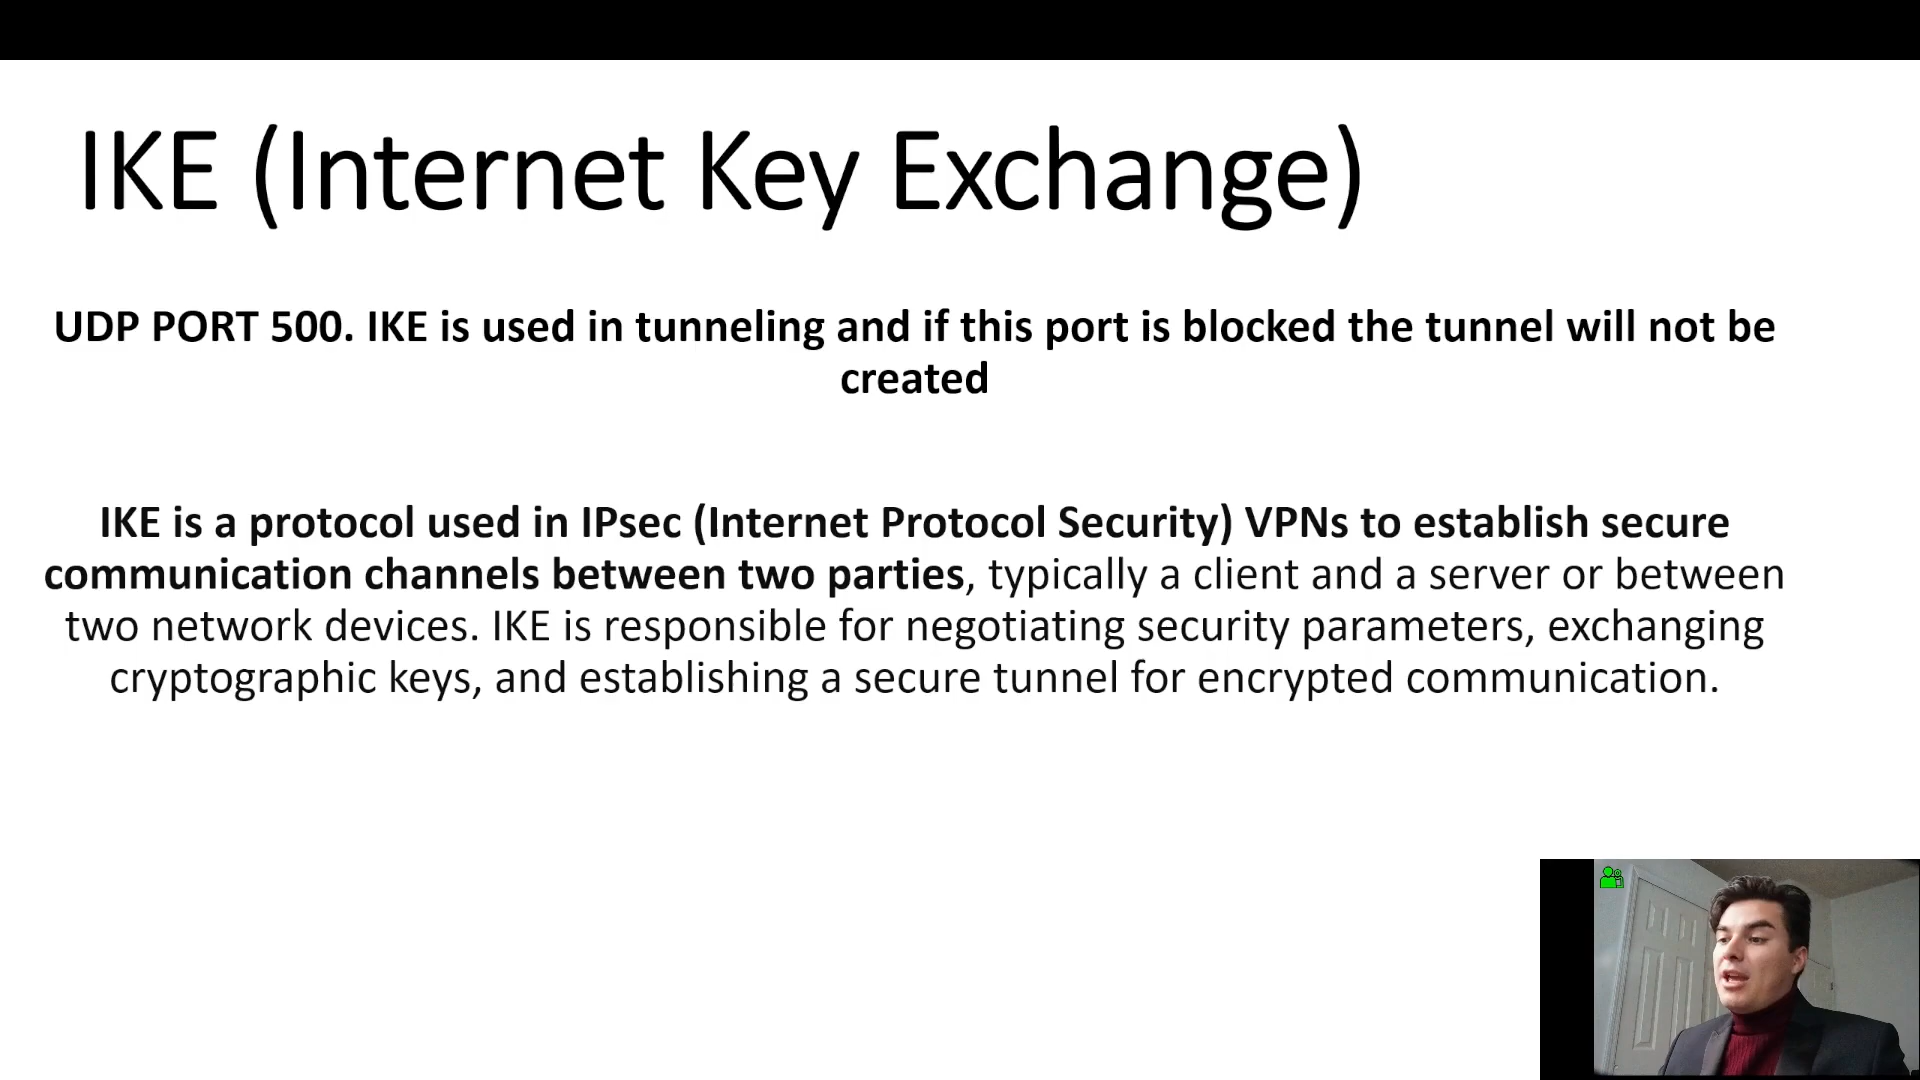 IKE (Internet Key Exchange)
UDP PORT 500. IKE is used in tunneling and if this port is blocked the tunnel will not be
created
IKE is a protocol used in IPsec (Internet Protocol Security) VPNs to establish secure
communication channels between two parties, typically a client and a server or between
two network devices. IKE is responsible for negotiating security parameters, exchanging
cryptographic keys, and establishing a secure tunnel for encrypted communication.